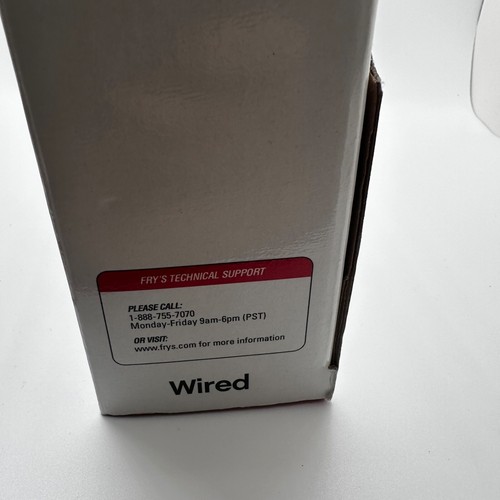 FRY'S TECHNICAL SUPPORT
PLEASE CALL:
1-888-755-7070
Monday-Friday 9am-6pm (PST)
OR VISIT:
www.frys.com for more information
Wired